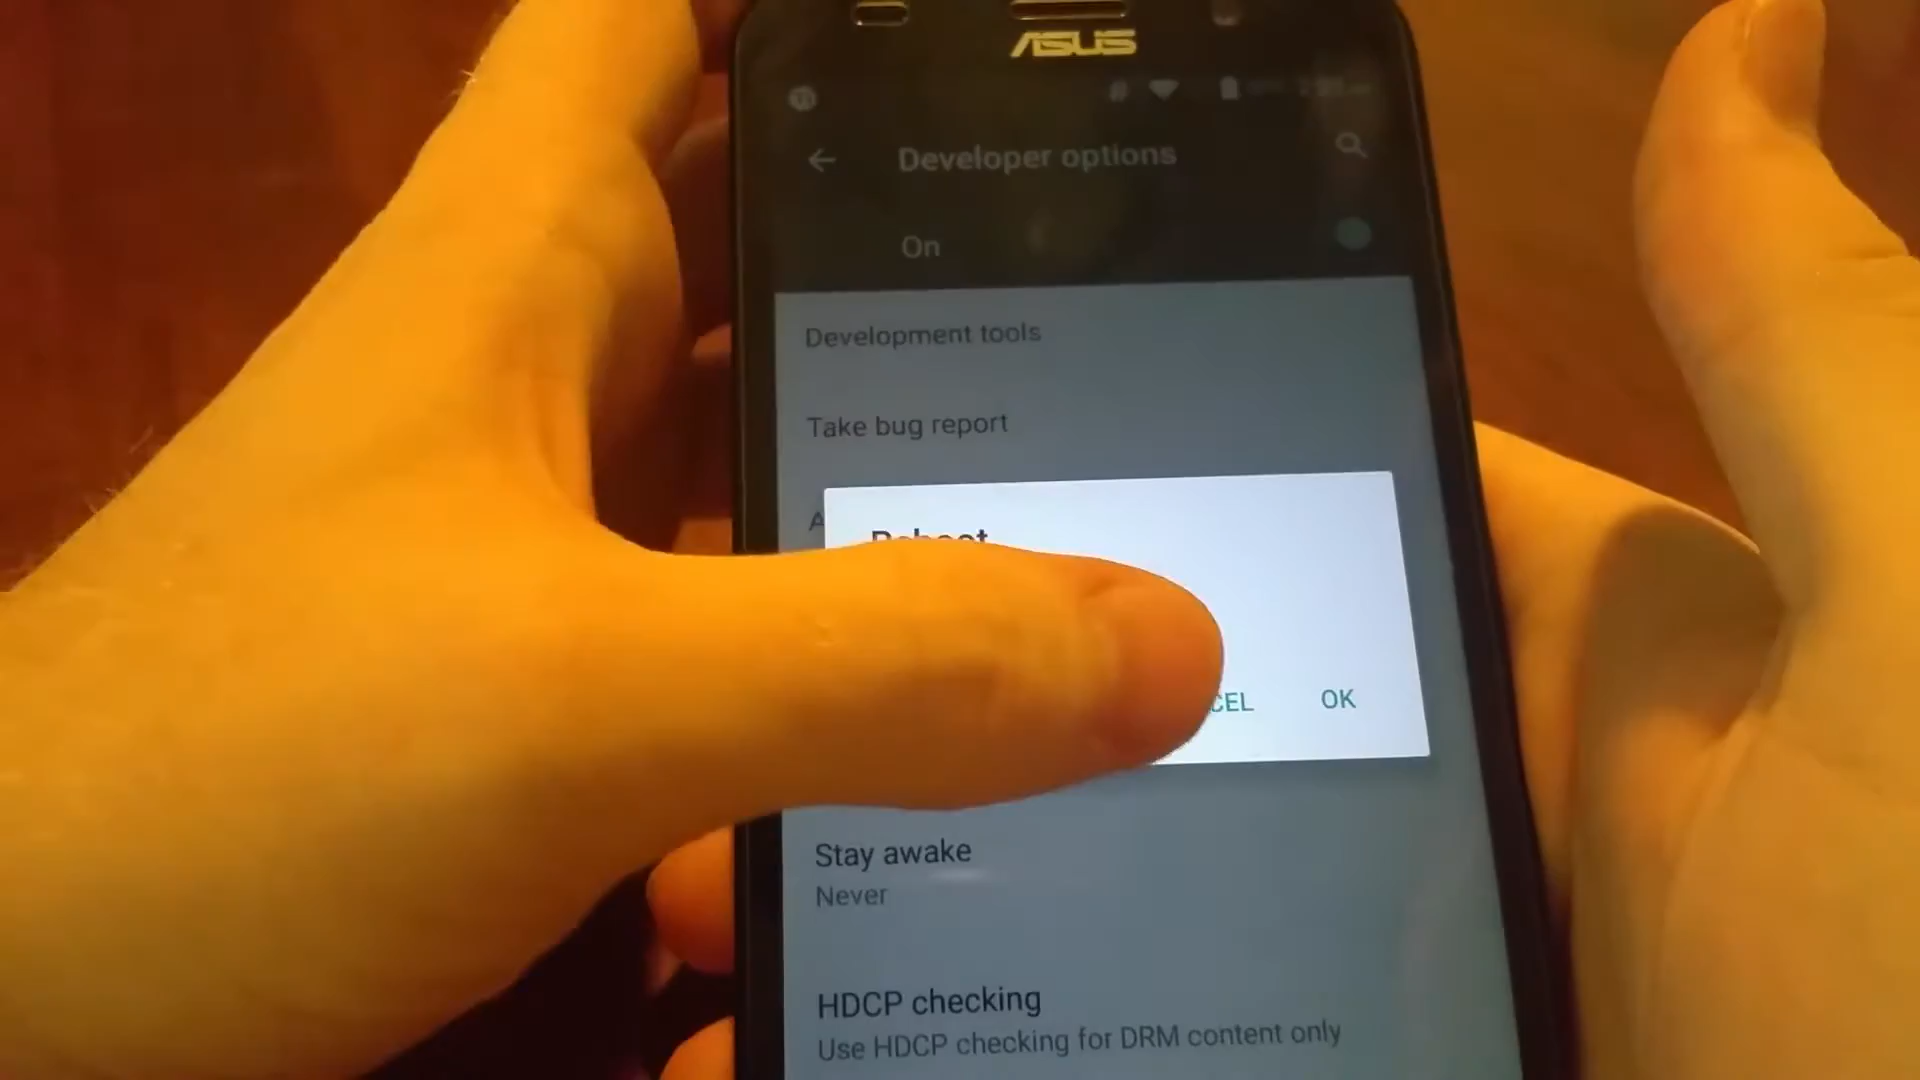 ASUS
Developer options
On
Development tools
Take bug report
A
Reboot
CEL
OK
Stay awake
Never
HDCP checking
Use HDCP checking for DRM content only